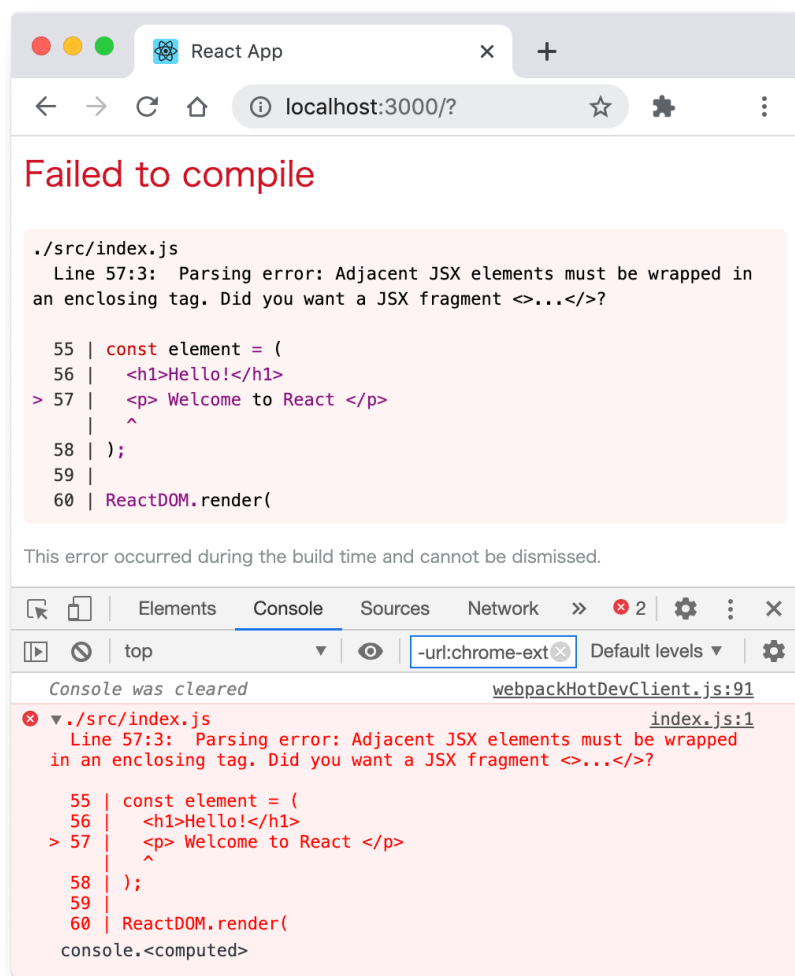 React App
localhost:3000/?
Failed to compile
./src/index.js
  Line 57:3:  Parsing error: Adjacent JSX elements must be wrapped in
an enclosing tag. Did you want a JSX fragment <>...</>?
  55 | const element = (
  56 |   <h1>Hello!</h1>
> 57 |   <p> Welcome to React </p>
     |   ^
  58 | );
  59 |
  60 | ReactDOM.render(
This error occurred during the build time and cannot be dismissed.
Elements Console Sources Network » 2
top ▼ -url:chrome-ext Default levels ▼
Console was cleared webpackHotDevClient.js:91
▼./src/index.js index.js:1
  Line 57:3:  Parsing error: Adjacent JSX elements must be wrapped
in an enclosing tag. Did you want a JSX fragment <>...</>?
  55 | const element = (
  56 |   <h1>Hello!</h1>
> 57 |   <p> Welcome to React </p>
     |   ^
  58 | );
  59 |
  60 | ReactDOM.render(
console.<computed>